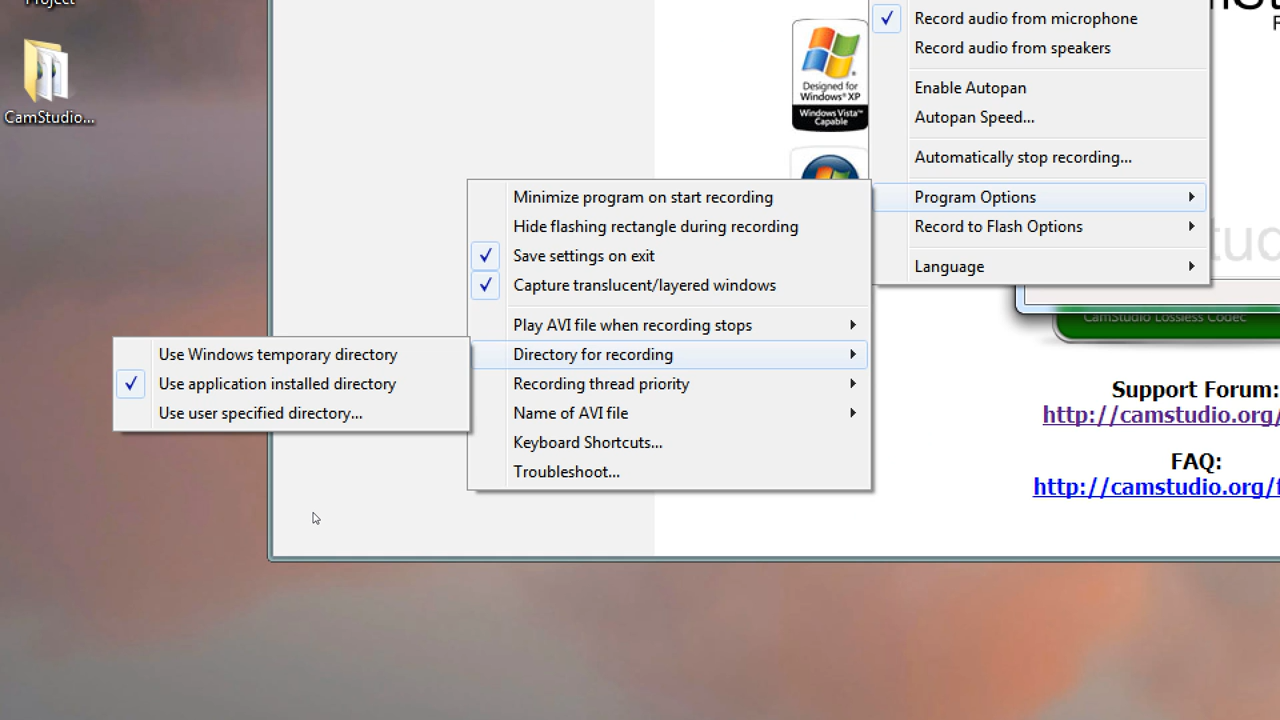 Project
CamStudio...
Designed for
Windows® XP
Windows Vista™
Capable
Record audio from microphone
Record audio from speakers
Enable Autopan
Autopan Speed...
Automatically stop recording...
Program Options
Record to Flash Options
Language
Minimize program on start recording
Hide flashing rectangle during recording
Save settings on exit
Capture translucent/layered windows
Play AVI file when recording stops
Directory for recording
Recording thread priority
Name of AVI file
Keyboard Shortcuts...
Troubleshoot...
Use Windows temporary directory
Use application installed directory
Use user specified directory...
CamStudio Lossless Codec
Support Forum:
http://camstudio.org/
FAQ:
http://camstudio.org/f